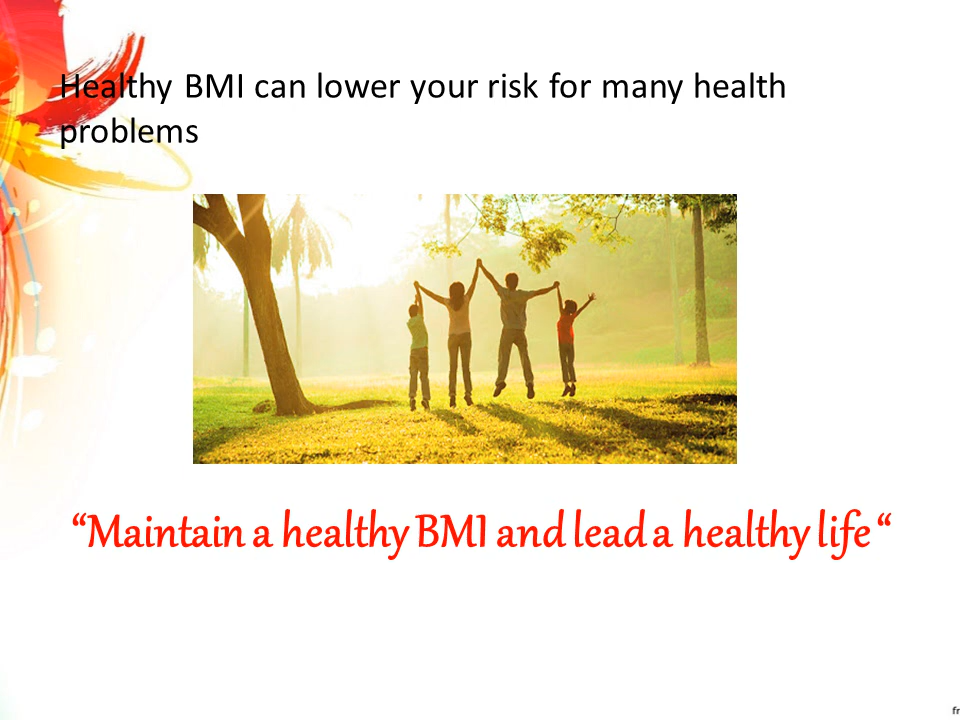 Healthy BMI can lower your risk for many health
problems
“Maintain a healthy BMI and lead a healthy life “
fr